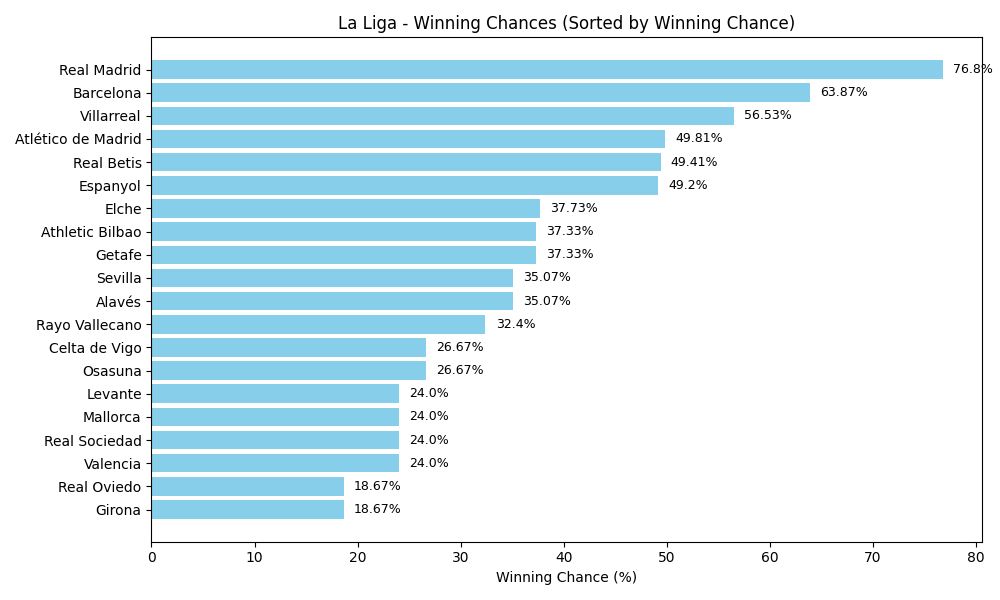 La Liga - Winning Chances (Sorted by Winning Chance)
Real Madrid 76.8%
Barcelona 63.87%
Villarreal 56.53%
Atlético de Madrid 49.81%
Real Betis 49.41%
Espanyol 49.2%
Elche 37.73%
Athletic Bilbao 37.33%
Getafe 37.33%
Sevilla 35.07%
Alavés 35.07%
Rayo Vallecano 32.4%
Celta de Vigo 26.67%
Osasuna 26.67%
Levante 24.0%
Mallorca 24.0%
Real Sociedad 24.0%
Valencia 24.0%
Real Oviedo 18.67%
Girona 18.67%
0 10 20 30 40 50 60 70 80
Winning Chance (%)